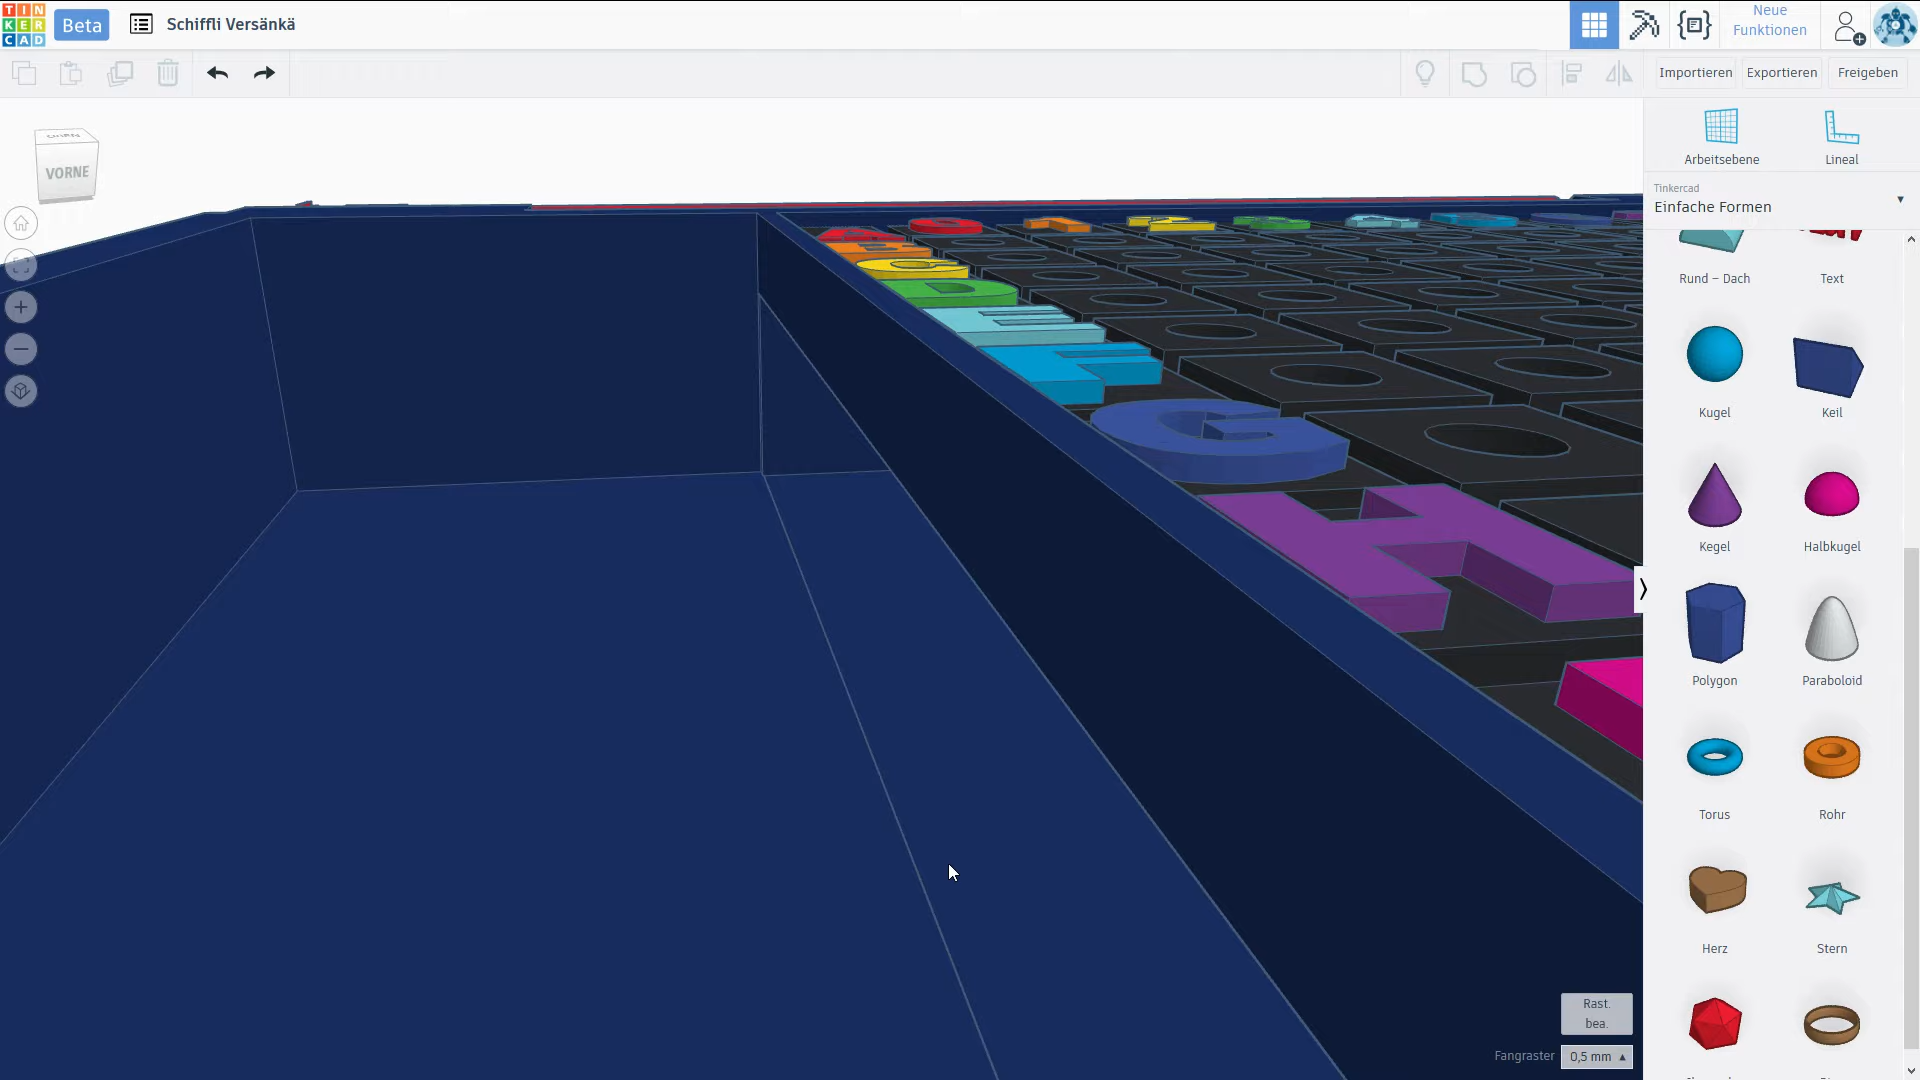 TIN
KER
CAD
Beta
Schiffli Versänkä
Neue
Funktionen
Importieren
Exportieren
Freigeben
VORNE
Arbeitsebene
Lineal
Tinkercad
Einfache Formen
Rund – Dach
Text
Kugel
Keil
Kegel
Halbkugel
Polygon
Paraboloid
Torus
Rohr
Herz
Stern
C
D
E
F
G
H
Rast.
bea.
Fangraster
0,5 mm